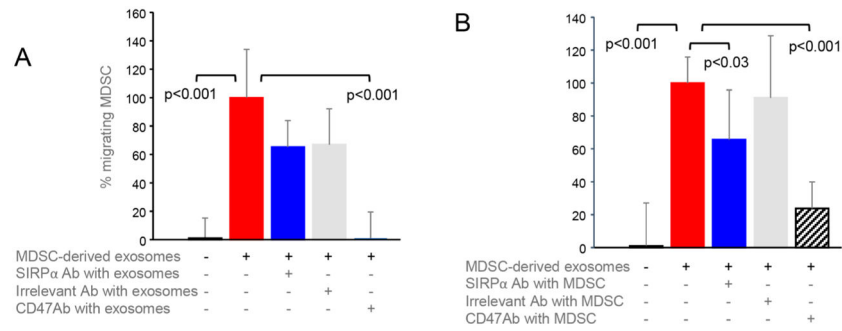 A
% migrating MDSC
160
140
120
100
80
60
40
20
0
p<0.001
p<0.001
MDSC-derived exosomes - + + + +
SIRPα Ab with exosomes - - + - -
Irrelevant Ab with exosomes - - - + -
CD47Ab with exosomes - - - - +
B
140
120
100
80
60
40
20
0
p<0.001
p<0.03
p<0.001
MDSC-derived exosomes - + + + +
SIRPα Ab with MDSC - - + - -
Irrelevant Ab with MDSC - - - + -
CD47Ab with MDSC - - - - +